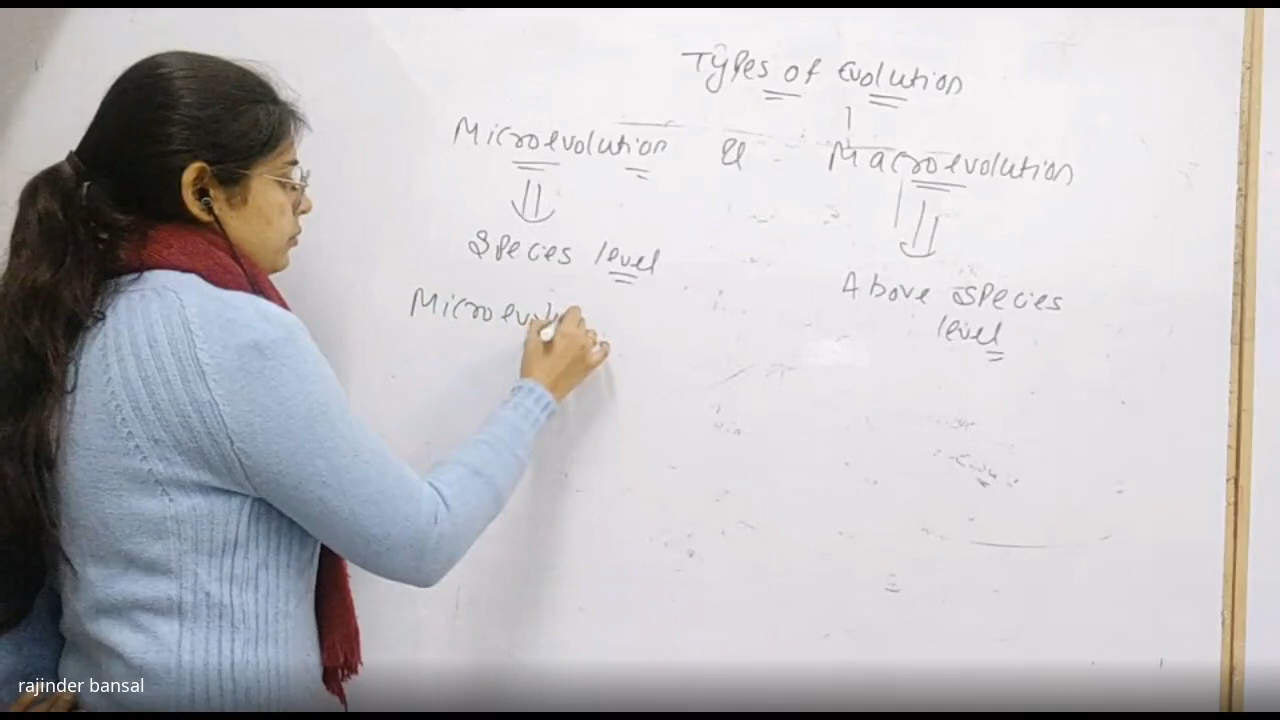 Types of Evolution
Microevolution & Macroevolution
Species level
Above species
level
Microevolu
rajinder bansal